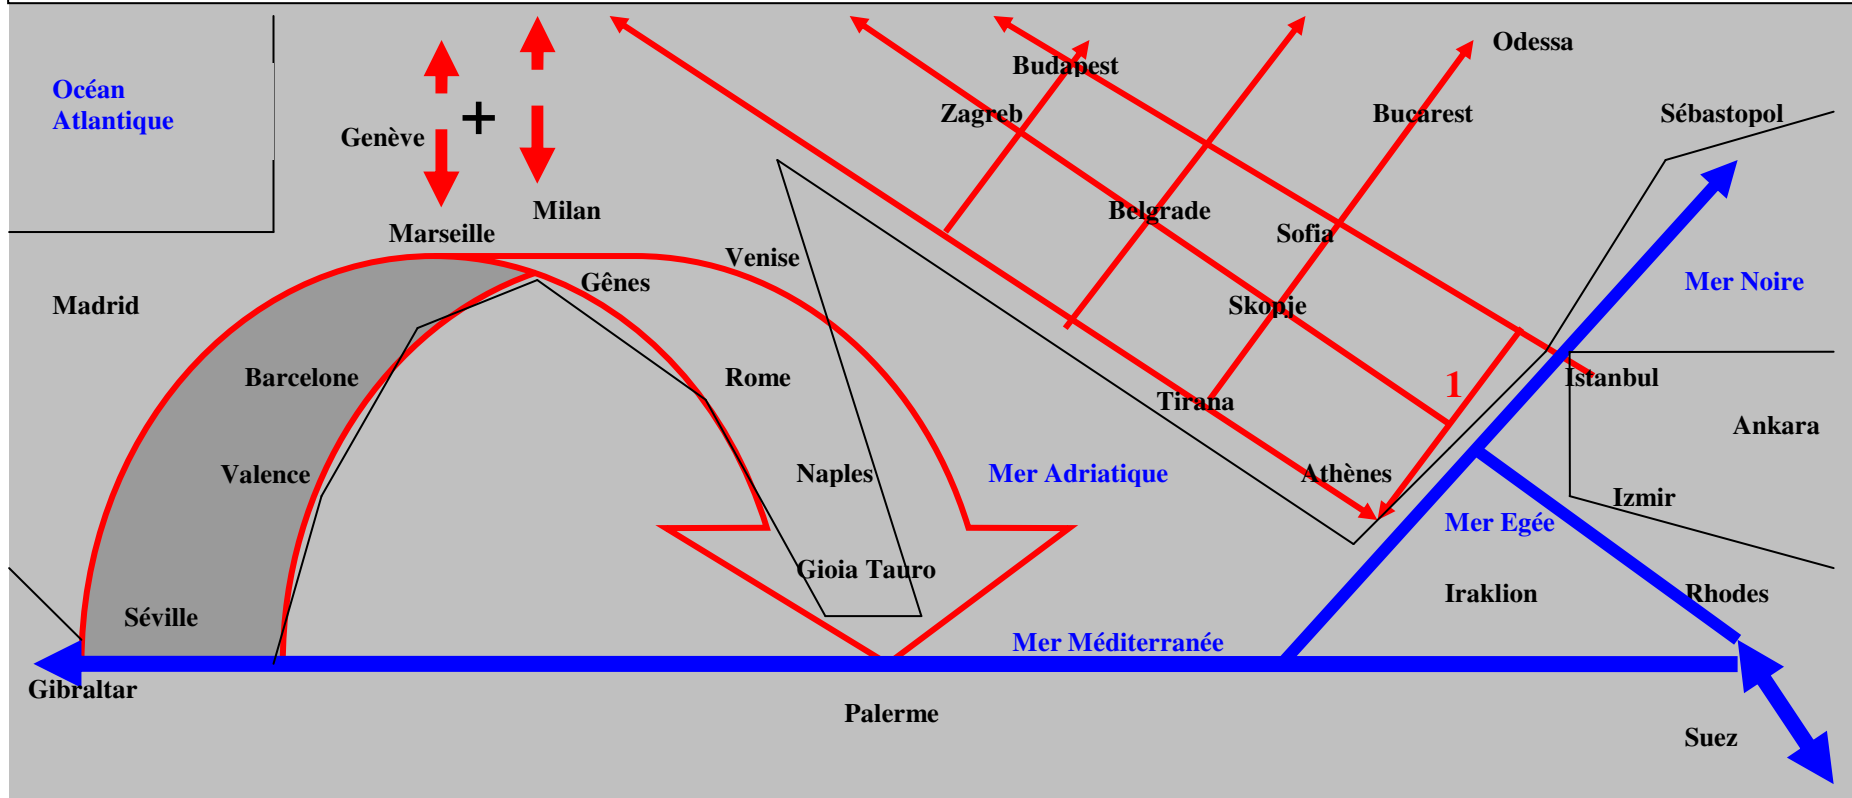 Odessa
Budapest
Océan
Atlantique
Zagreb
Bucarest
Sébastopol
+
Genève
Milan
Belgrade
Marseille
Sofia
Venise
Gênes
Mer Noire
Madrid
Skopje
Barcelone
Rome
1
Istanbul
Tirana
Ankara
Valence
Naples
Mer Adriatique
Athènes
Izmir
Mer Egée
Gioia Tauro
Iraklion
Rhodes
Séville
Mer Méditerranée
Gibraltar
Palerme
Suez